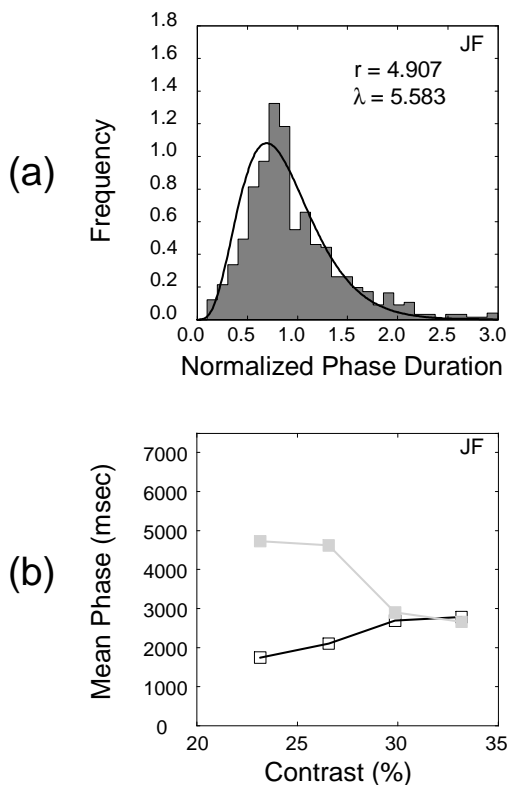 (a)
JF
r = 4.907
λ = 5.583
Frequency
1.8
1.6
1.4
1.2
1.0
0.8
0.6
0.4
0.2
0.0
0.0 0.5 1.0 1.5 2.0 2.5 3.0
Normalized Phase Duration
(b)
JF
Mean Phase (msec)
7000
6000
5000
4000
3000
2000
1000
0
20 25 30 35
Contrast (%)